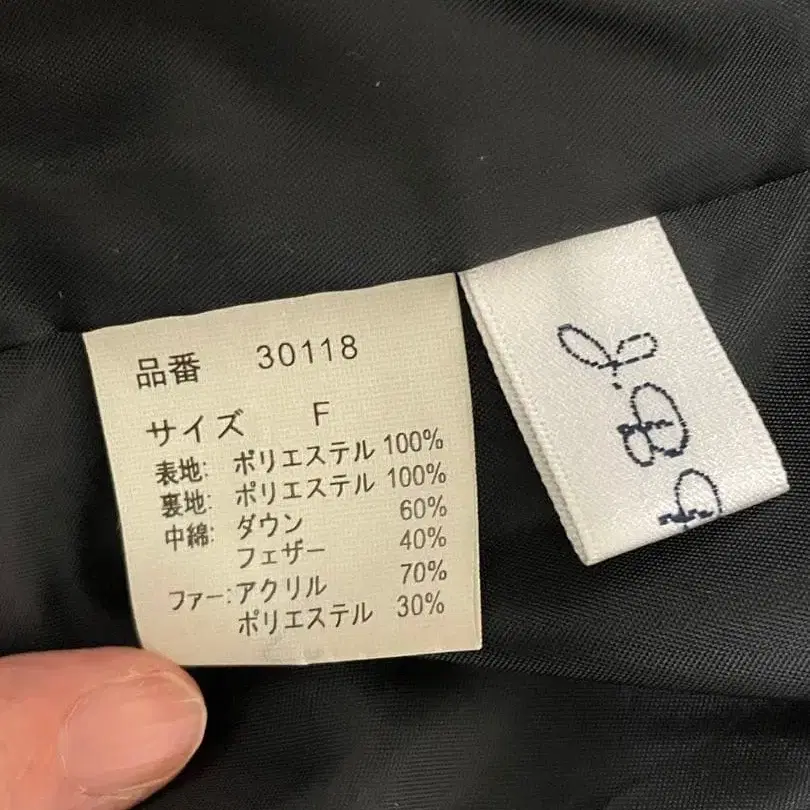 品番 30118
サイズ F
表地: ポリエステル 100%
裏地: ポリエステル 100%
中綿: ダウン 60%
フェザー 40%
ファー: アクリル 70%
ポリエステル 30%